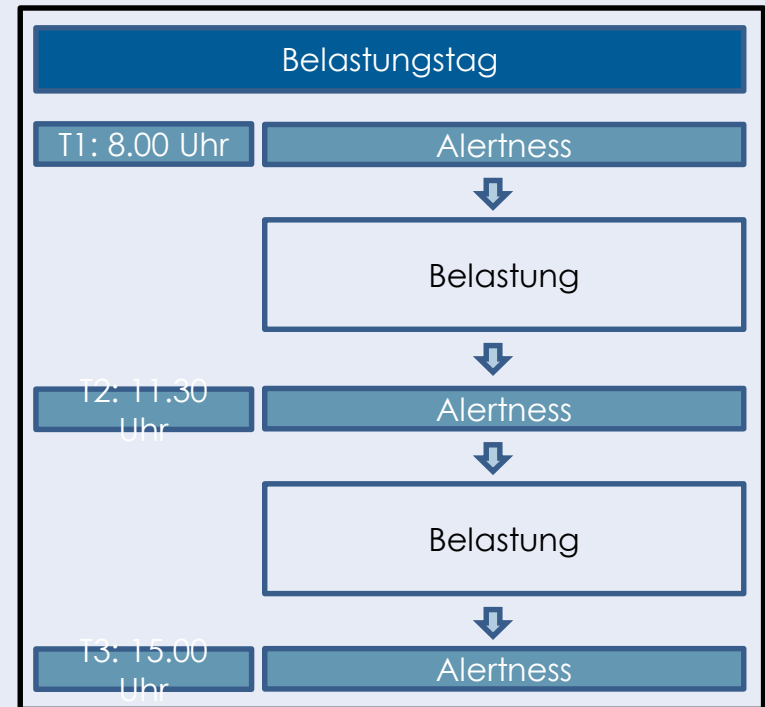 Belastungstag
T1: 8.00 Uhr
Alertness
Belastung
T2: 11.30
Uhr
Alertness
Belastung
T3: 15.00
Uhr
Alertness